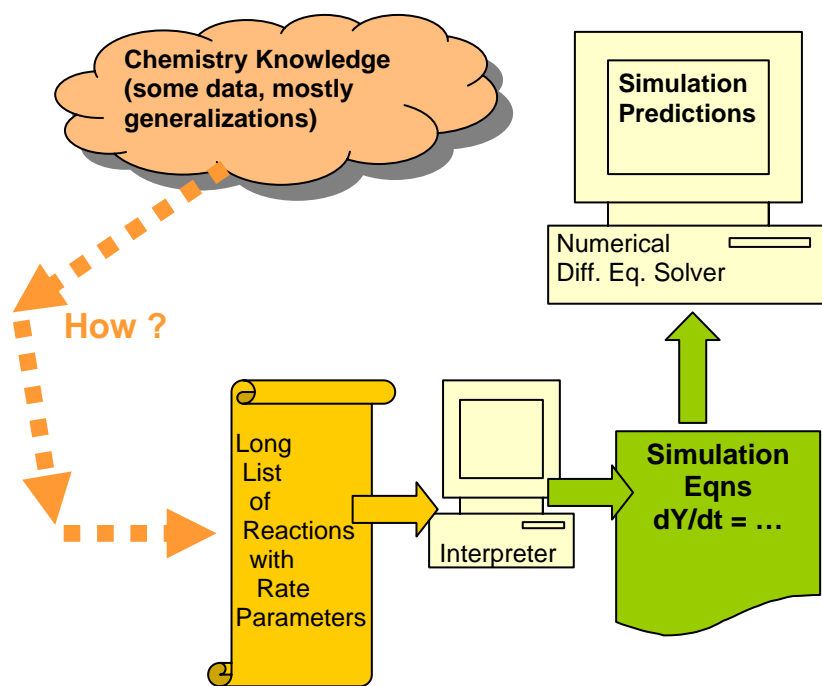 Chemistry Knowledge
(some data, mostly
generalizations)
Simulation
Predictions
Numerical
Diff. Eq. Solver
How ?
Long
List
of
Reactions
with
Rate
Parameters
Interpreter
Simulation
Eqns
dY/dt = …